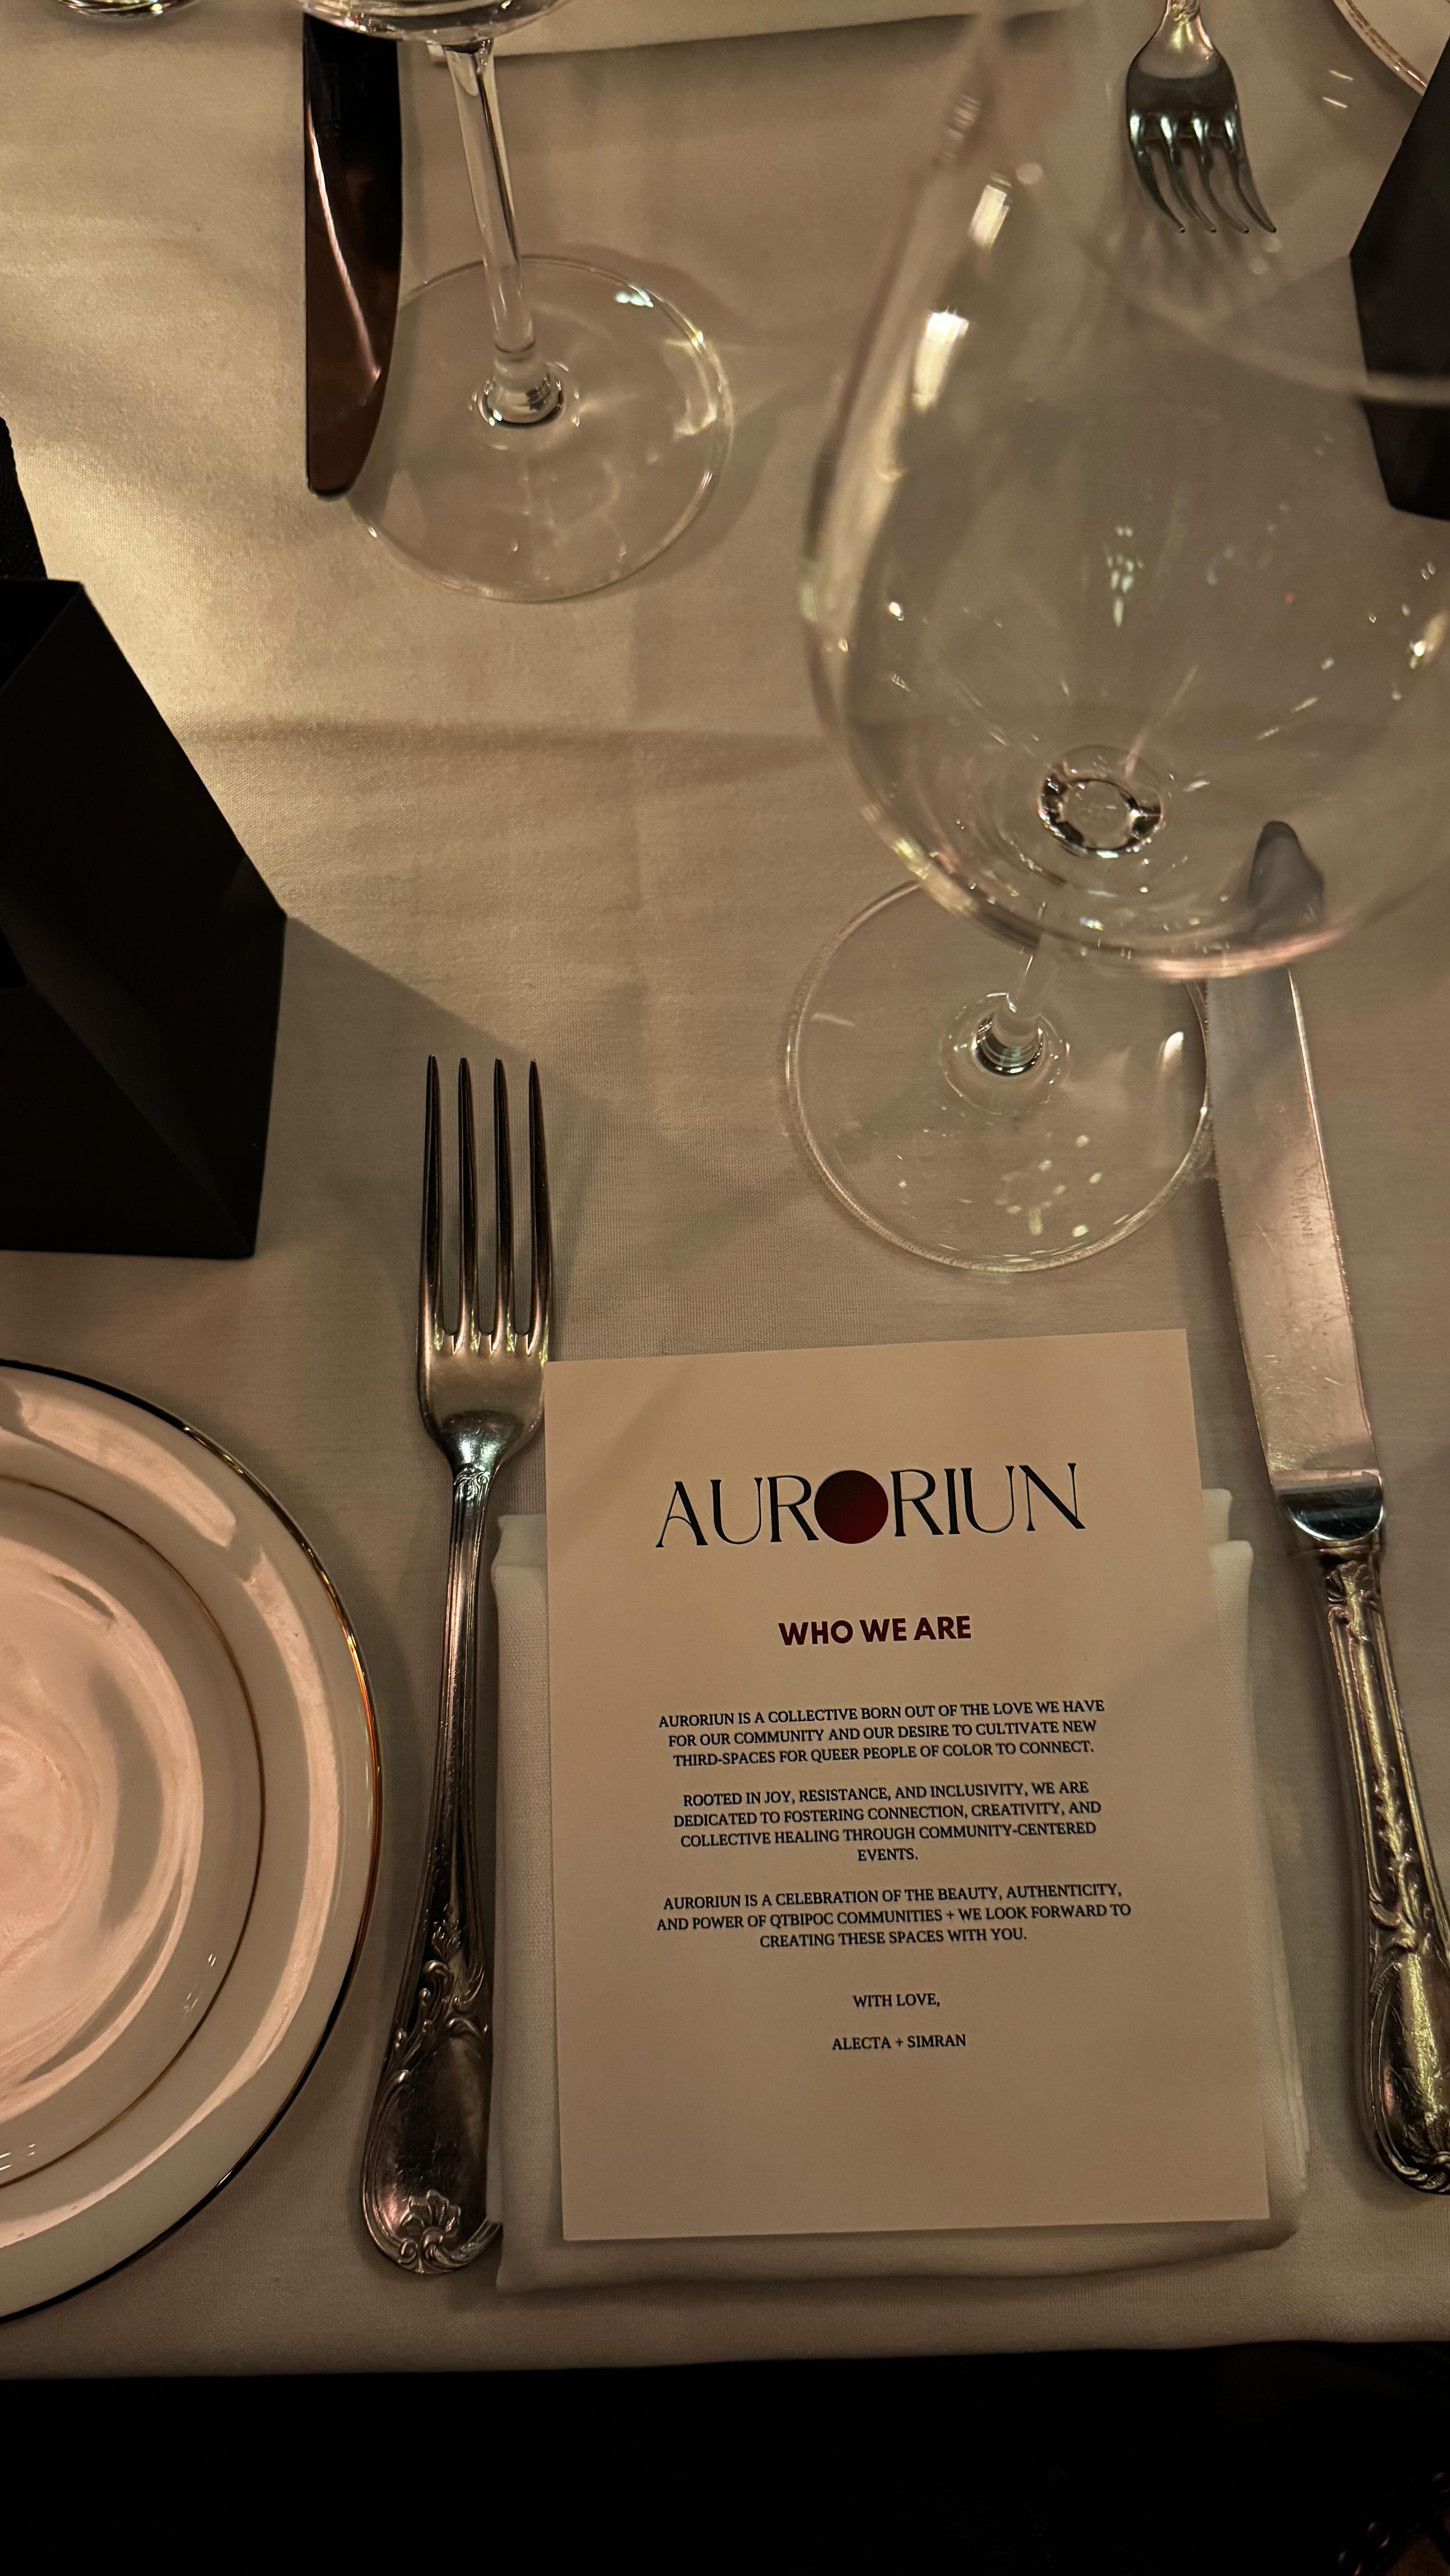 AURORIUN
WHO WE ARE
AURORIUN IS A COLLECTIVE BORN OUT OF THE LOVE WE HAVE
FOR OUR COMMUNITY AND OUR DESIRE TO CULTIVATE NEW
THIRD-SPACES FOR QUEER PEOPLE OF COLOR TO CONNECT.
ROOTED IN JOY, RESISTANCE, AND INCLUSIVITY, WE ARE
DEDICATED TO FOSTERING CONNECTION, CREATIVITY, AND
COLLECTIVE HEALING THROUGH COMMUNITY-CENTERED
EVENTS.
AURORIUN IS A CELEBRATION OF THE BEAUTY, AUTHENTICITY,
AND POWER OF QTBIPOC COMMUNITIES + WE LOOK FORWARD TO
CREATING THESE SPACES WITH YOU.
WITH LOVE,
ALECTA + SIMRAN